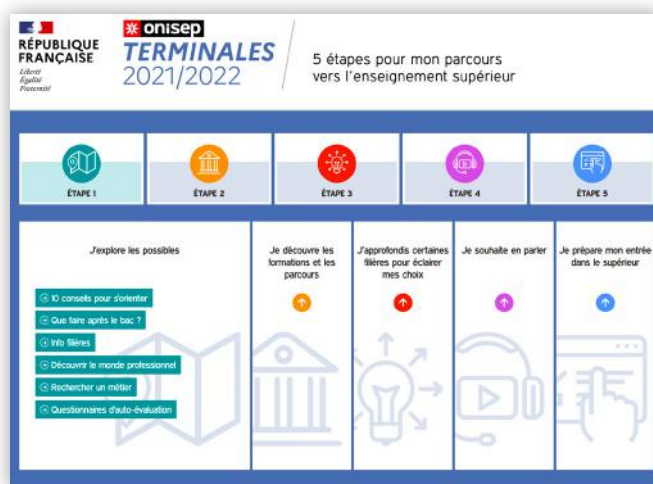 RÉPUBLIQUE
FRANÇAISE
Liberté
Égalité
Fraternité
onisep
TERMINALES
2021/2022
5 étapes pour mon parcours
vers l'enseignement supérieur
ÉTAPE 1
ÉTAPE 2
ÉTAPE 3
ÉTAPE 4
ÉTAPE 5
J'explore les possibles
10 conseils pour s'orienter
Que faire après le bac ?
Info filières
Découvrir le monde professionnel
Rechercher un métier
Questionnaires d'auto-évaluation
Je découvre les
formations et les
parcours
J'approfondis certaines
filières pour éclairer
mes choix
Je souhaite en parler
Je prépare mon entrée
dans le supérieur